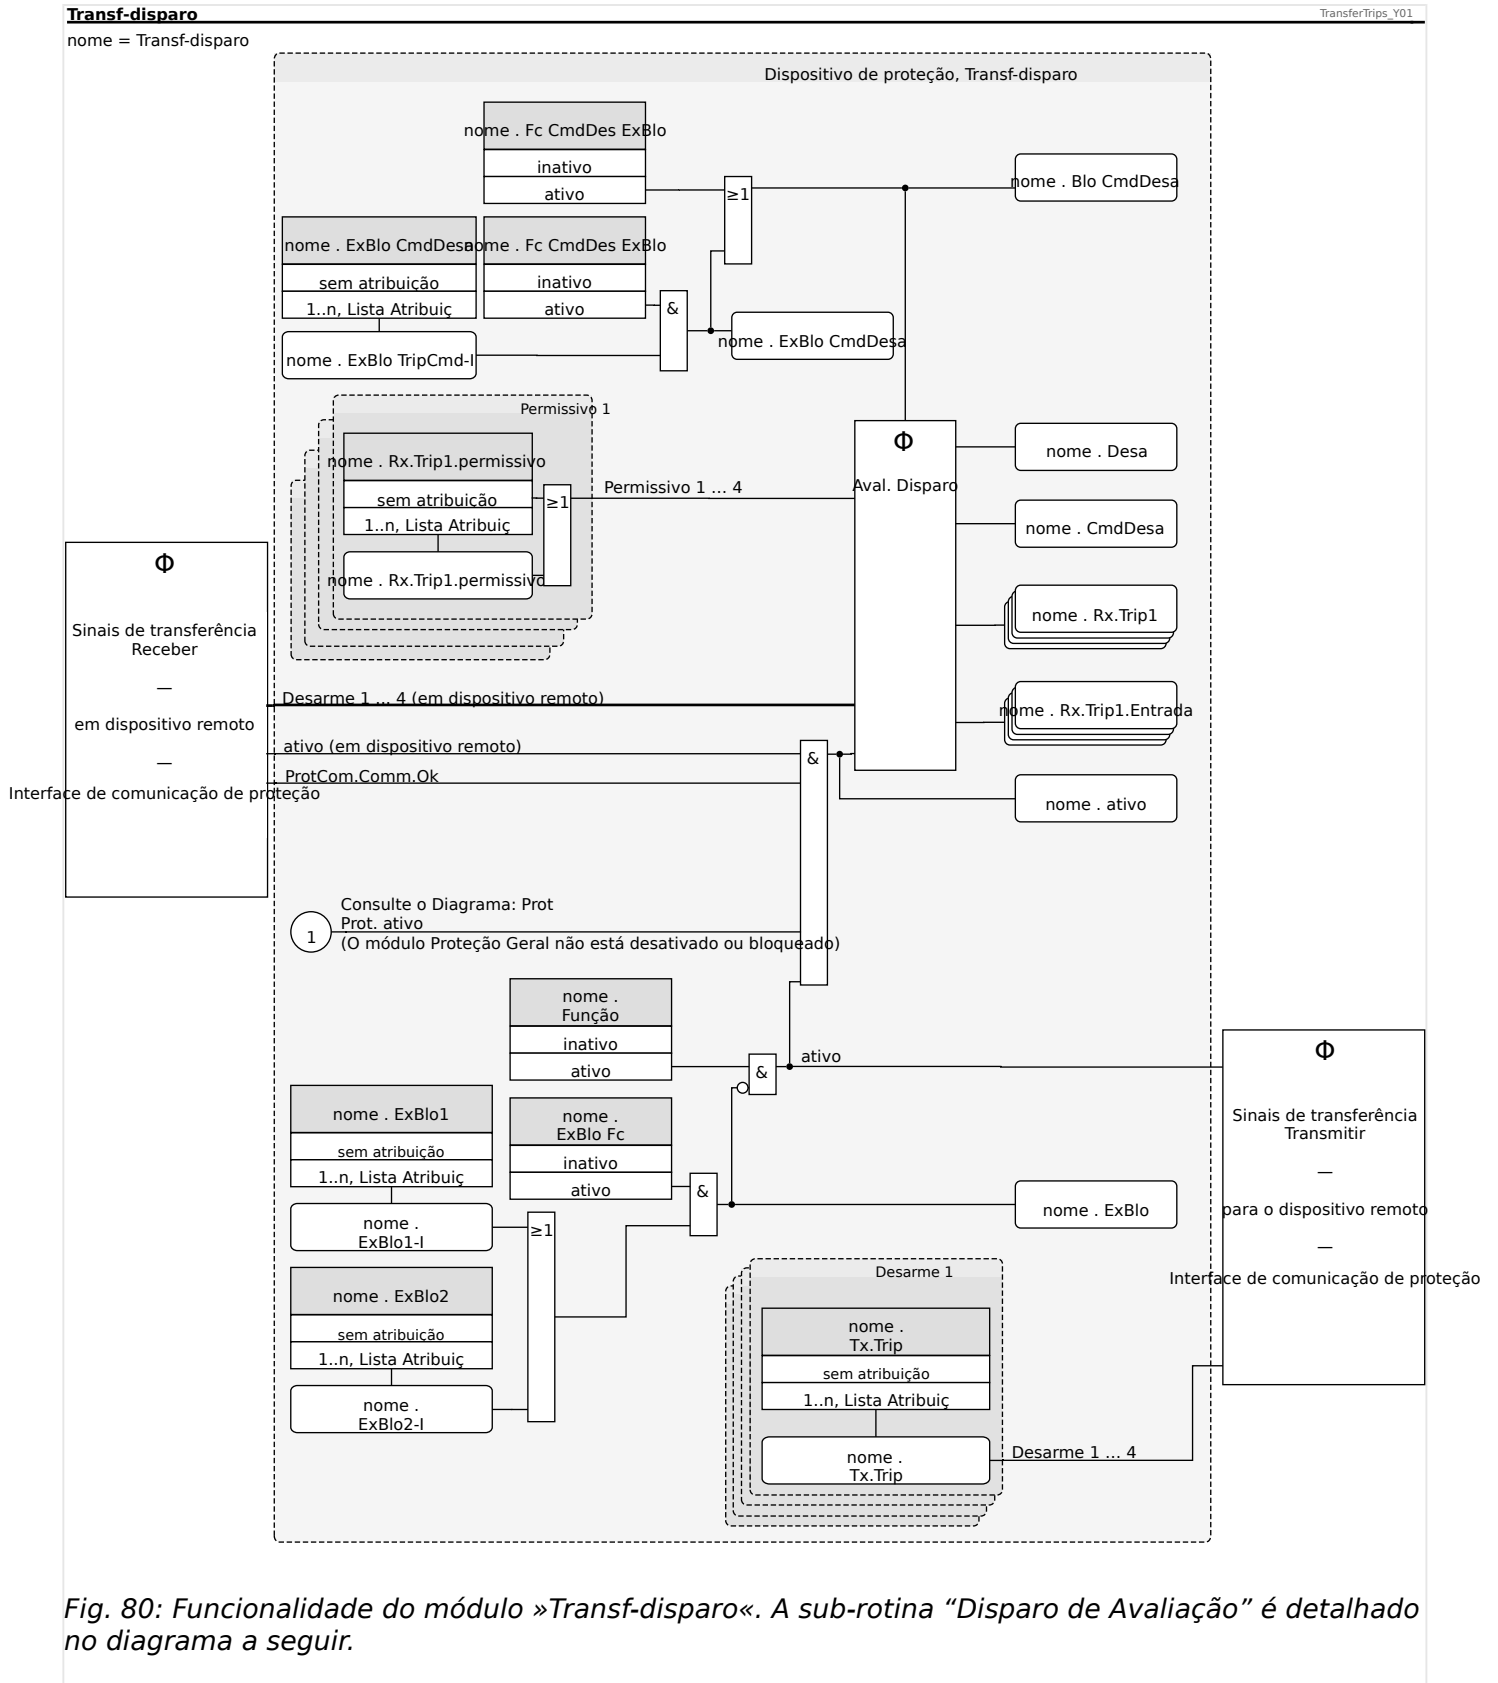 Transf-disparo
TransferTrips_Y01
nome = Transf-disparo
Dispositivo de proteção, Transf-disparo
nome . Fc CmdDes ExBlo
inativo
ativo
≥1
nome . Blo CmdDesa
nome . ExBlo CmdDesa
sem atribuição
1..n, Lista Atribuiç
nome . Fc CmdDes ExBlo
inativo
ativo
&
nome . ExBlo TripCmd-I
nome . ExBlo CmdDesa
Permissivo 1
nome . Rx.Trip1.permissivo
sem atribuição
1..n, Lista Atribuiç
nome . Rx.Trip1.permissivo
≥1
Permissivo 1 ... 4
Φ
Aval. Disparo
nome . Desa
nome . CmdDesa
nome . Rx.Trip1
nome . Rx.Trip1.Entrada
nome . ativo
Φ
Sinais de transferência
Receber
—
em dispositivo remoto
—
Interface de comunicação de proteção
Desarme 1 ... 4 (em dispositivo remoto)
ativo (em dispositivo remoto)
ProtCom.Comm.Ok
&
1
Consulte o Diagrama: Prot
Prot. ativo
(O módulo Proteção Geral não está desativado ou bloqueado)
nome .
Função
inativo
ativo
&
ativo
nome . ExBlo1
sem atribuição
1..n, Lista Atribuiç
nome .
ExBlo1-I
nome .
ExBlo Fc
inativo
ativo
&
≥1
nome . ExBlo
nome . ExBlo2
sem atribuição
1..n, Lista Atribuiç
nome .
ExBlo2-I
Desarme 1
nome .
Tx.Trip
sem atribuição
1..n, Lista Atribuiç
nome .
Tx.Trip
Desarme 1 ... 4
Φ
Sinais de transferência
Transmitir
—
para o dispositivo remoto
—
Interface de comunicação de proteção
Fig. 80: Funcionalidade do módulo »Transf-disparo«. A sub-rotina “Disparo de Avaliação” é detalhado
no diagrama a seguir.